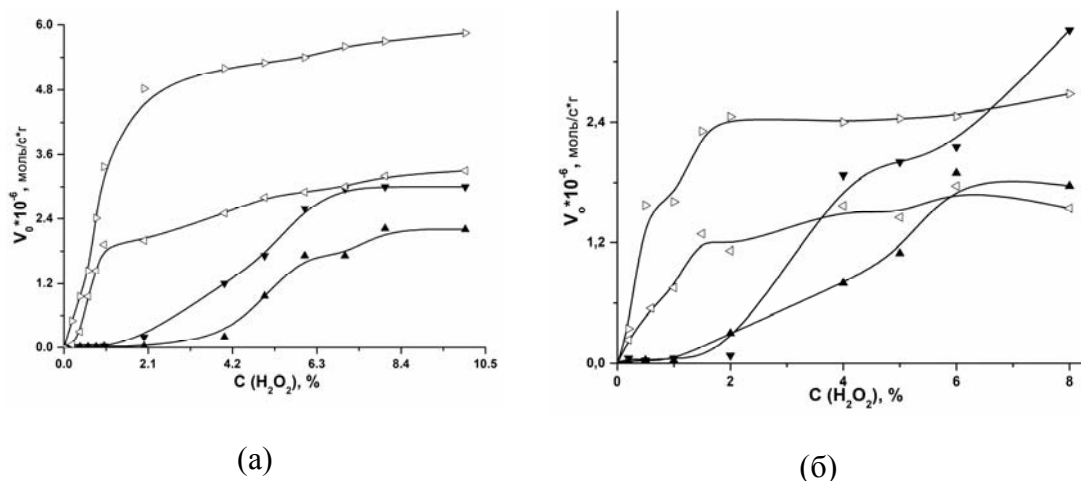 6.0
4.8
3.6
2.4
1.2
0.0
V₀*10⁻⁶, моль/с*г
0.0 2.1 4.2 6.3 8.4 10.5
C (H₂O₂), %
(а)
2,4
1,2
0,0
V₀*10⁻⁶, моль/с*г
0 2 4 6 8
C (H₂O₂), %
(б)